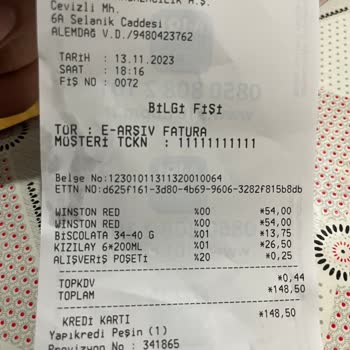 Cevizli Mh.
6A Selanik Caddesi
ALEMDAĞ V.D./9480423762
TARİH : 13.11.2023
SAAT : 18:16
FİŞ NO : 0072
BİLGİ FİŞİ
TÜR : E-ARŞİV FATURA
MÜŞTERİ TCKN : 11111111111
Belge No:12301011311320010064
ETTN NO:d625f161-3d80-4b69-9606-3282f815b8db
WINSTON RED %00 *54,00
WINSTON RED %00 *54,00
BİSCOLATA 34-40 G %01 *13,75
KIZILAY 6*200ML %01 *26,50
ALIŞVERİŞ POŞETİ %20 *0,25
TOPKDV *0,44
TOPLAM *148,50
KREDİ KARTI *148,50
Yapıkredi Peşin (1)
Provizyon No : 341865